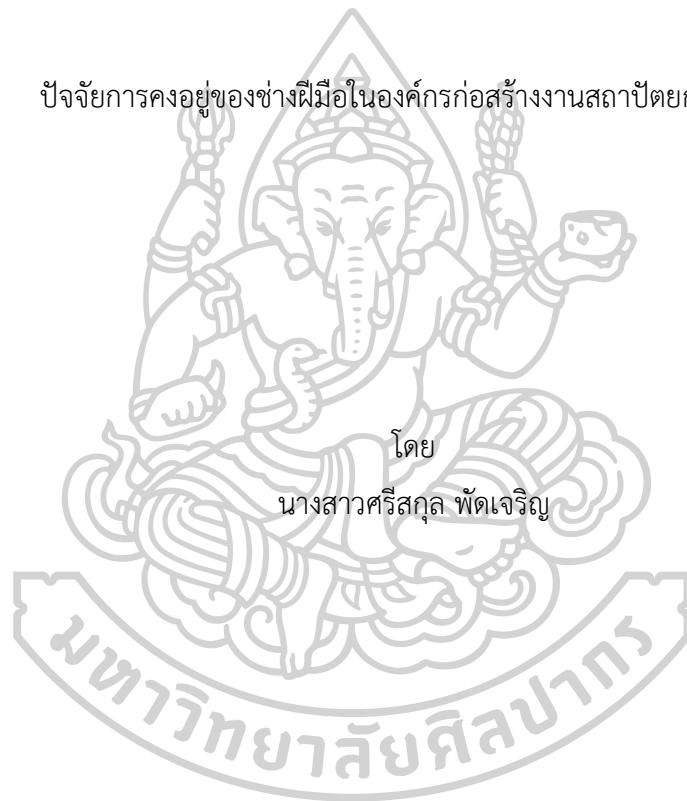 ปัจจัยการคงอยู่ของช่างฝีมือในองค์กรก่อสร้างงานสถาปัตยก
โดย
นางสาวศรีสกุล พัดเจริญ
มหาวิทยาลัยศิลปากร